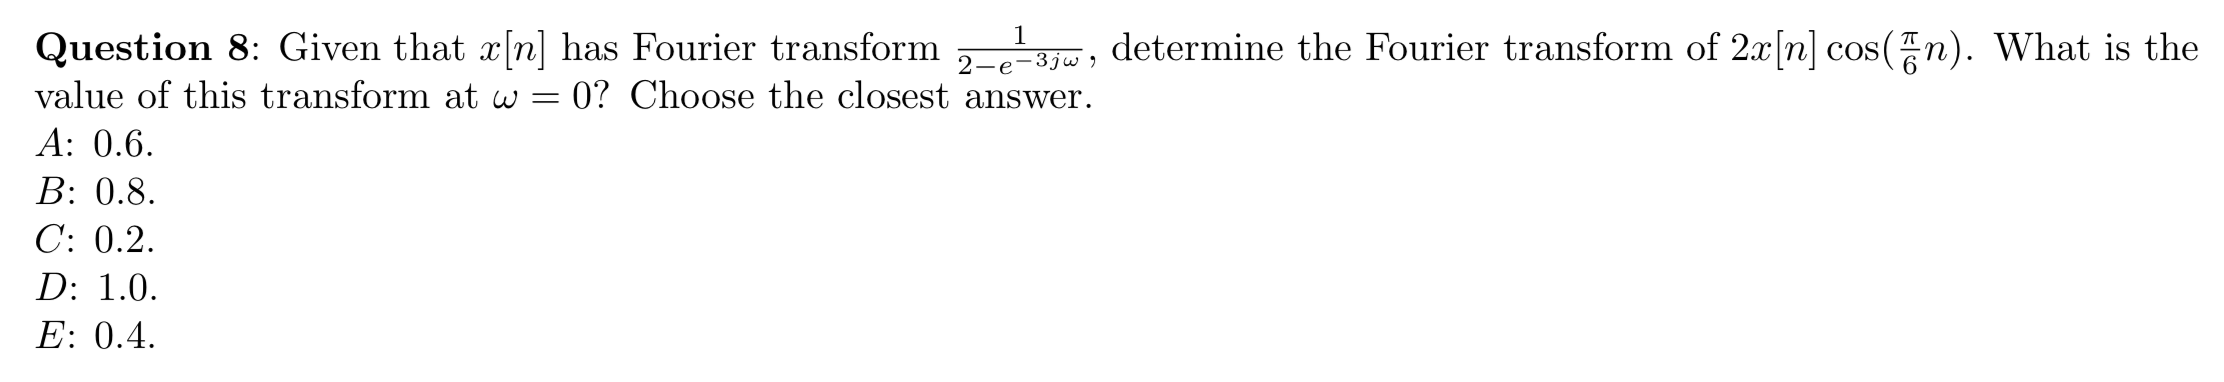 Question 8: Given that x[n] has Fourier transform $\frac{1}{2-e^{-3j\omega}}$, determine the Fourier transform of $2x[n]\cos(\frac{\pi}{6}n)$. What is the
value of this transform at ω = 0? Choose the closest answer.
A: 0.6.
B: 0.8.
C: 0.2.
D: 1.0.
E: 0.4.